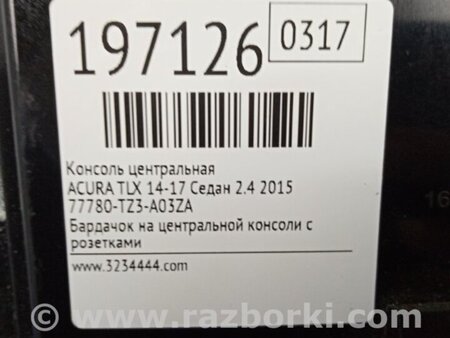 197126 0317
Консоль центральная
ACURA TLX 14-17 Седан 2.4 2015
77780-TZ3-A03ZA
Бардачок на центральной консоли с
розетками
www.3234444.com
16
© www.razborki.com/